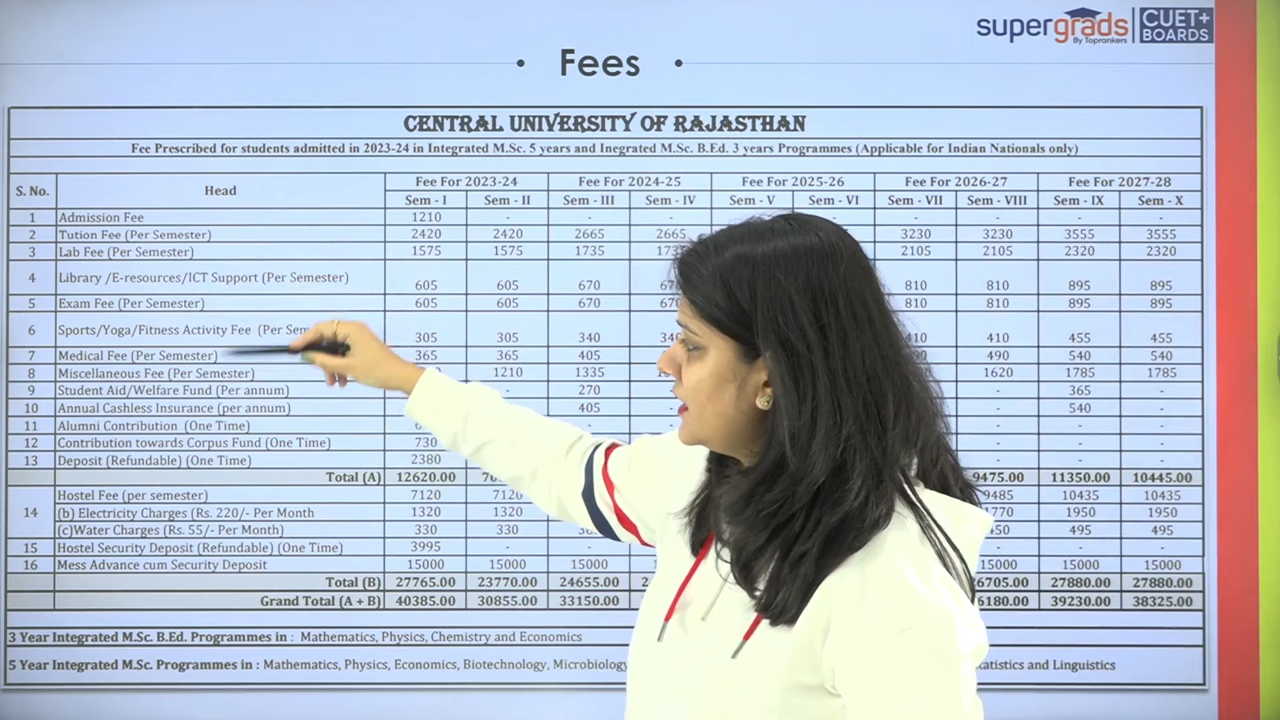 supergrads
By Toprankers
CUET+
BOARDS
• Fees •
CENTRAL UNIVERSITY OF RAJASTHAN
Fee Prescribed for students admitted in 2023-24 in Integrated M.Sc. 5 years and Inegrated M.Sc. B.Ed. 3 years Programmes (Applicable for Indian Nationals only)
S. No. Head Fee For 2023-24 Fee For 2024-25 Fee For 2025-26 Fee For 2026-27 Fee For 2027-28
Sem - I Sem - II Sem - III Sem - IV Sem - V Sem - VI Sem - VII Sem - VIII Sem - IX Sem - X
1 Admission Fee 1210 - - - - - - - -
2 Tution Fee (Per Semester) 2420 2420 2665 2665 3230 3230 3555 3555
3 Lab Fee (Per Semester) 1575 1575 1735 2105 2105 2320 2320
4 Library /E-resources/ICT Support (Per Semester) 605 605 670 810 810 895 895
5 Exam Fee (Per Semester) 605 605 670 810 810 895 895
6 Sports/Yoga/Fitness Activity Fee (Per 305 305 340 410 455 455
7 Medical Fee (Per Semester) 365 365 405 490 540 540
8 Miscellaneous Fee (Per Semester) 1210 1335 1620 1785 1785
9 Student Aid/Welfare Fund (Per annum) 270 - 365 -
10 Annual Cashless Insurance (per annum) 405 - 540 -
11 Alumni Contribution (One Time) - - - -
12 Contribution towards Corpus Fund (One Time) 730 - - -
13 Deposit (Refundable) (One Time) 2380 - - -
Total (A) 12620.00 9475.00 11350.00 10445.00
14 Hostel Fee (per semester) 7120 7120 9485 10435 10435
(b) Electricity Charges (Rs. 220/- Per Month 1320 1320 1770 1950 1950
(c)Water Charges (Rs. 55/- Per Month) 330 330 495 495
15 Hostel Security Deposit (Refundable) (One Time) 3995 - - - - -
16 Mess Advance cum Security Deposit 15000 15000 15000 15000 15000 15000
Total (B) 27765.00 23770.00 24655.00 27880.00 27880.00
Grand Total (A + B) 40385.00 30855.00 33150.00 39230.00 38325.00
3 Year Integrated M.Sc. B.Ed. Programmes in : Mathematics, Physics, Chemistry and Economics
5 Year Integrated M.Sc. Programmes in : Mathematics, Physics, Economics, Biotechnology, Microbiology and Linguistics